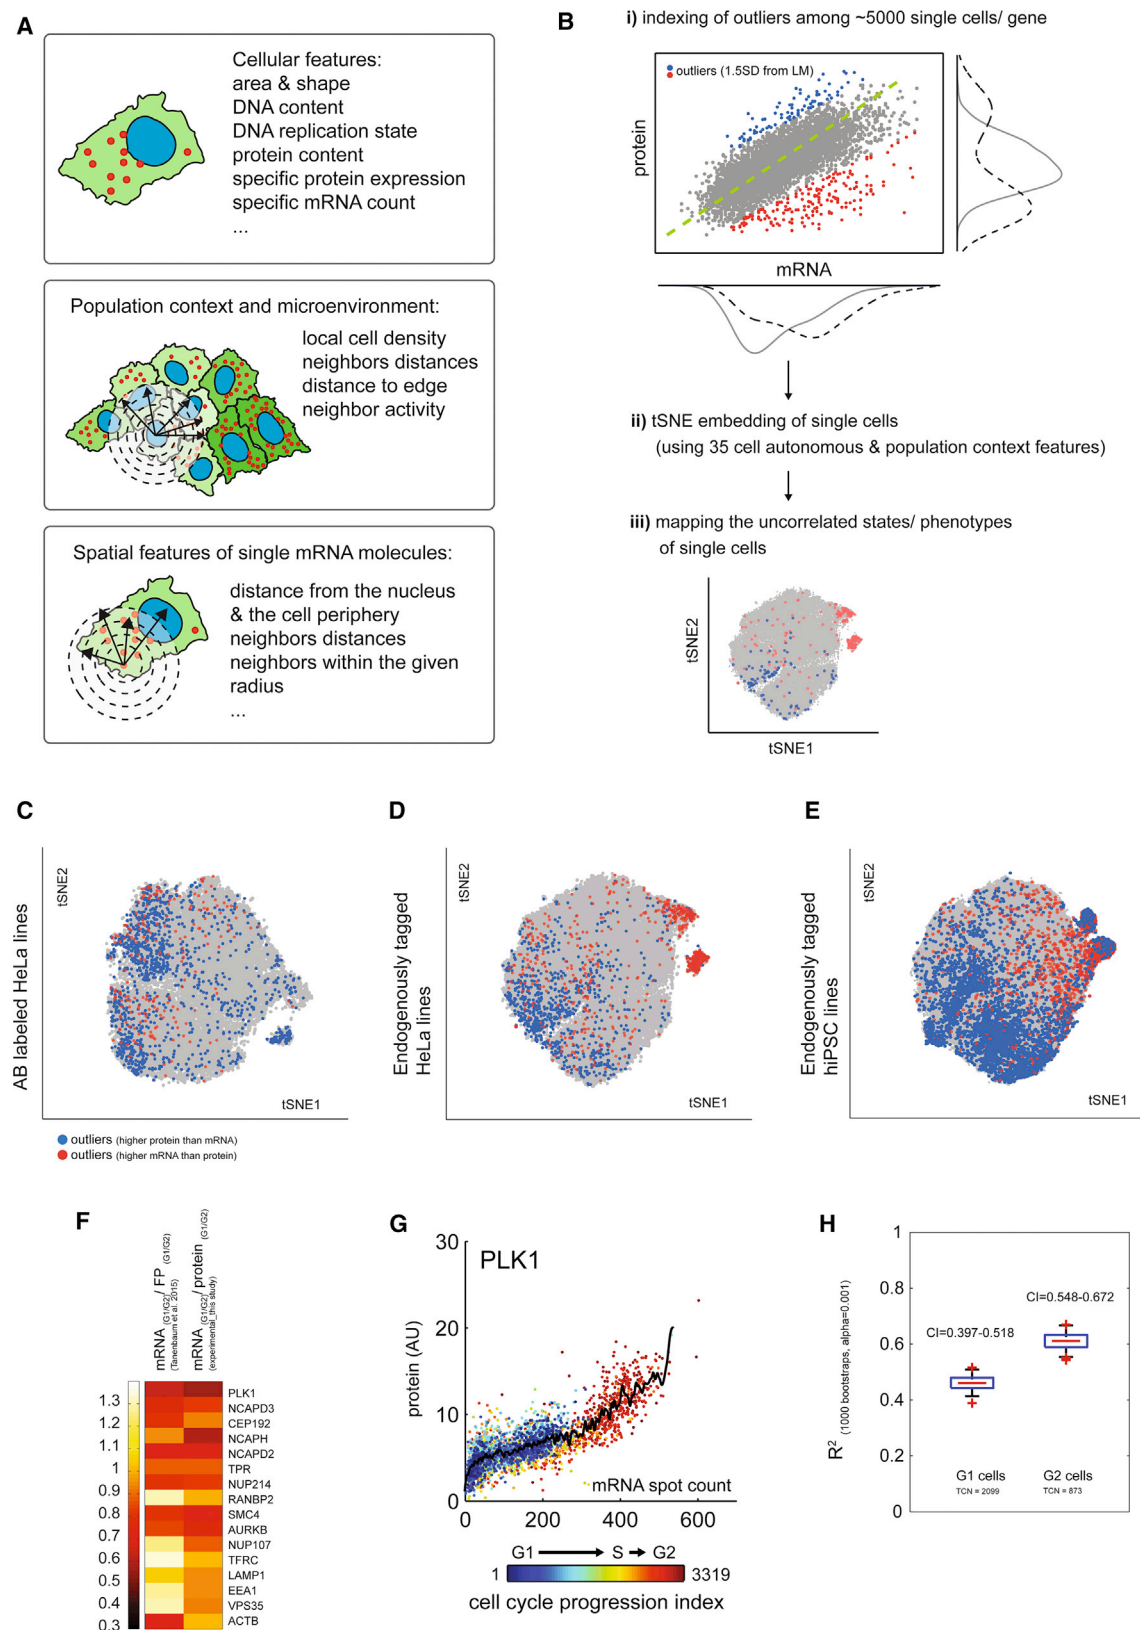 A
Cellular features:
area & shape
DNA content
DNA replication state
protein content
specific protein expression
specific mRNA count
...
Population context and microenvironment:
local cell density
neighbors distances
distance to edge
neighbor activity
Spatial features of single mRNA molecules:
distance from the nucleus
& the cell periphery
neighbors distances
neighbors within the given
radius
...
B
i) indexing of outliers among ~5000 single cells/ gene
outliers (1.5SD from LM)
protein
mRNA
ii) tSNE embedding of single cells
(using 35 cell autonomous & population context features)
iii) mapping the uncorrelated states/ phenotypes
of single cells
tSNE2
tSNE1
C
AB labeled HeLa lines
tSNE2
tSNE1
outliers (higher protein than mRNA)
outliers (higher mRNA than protein)
D
Endogenously tagged
HeLa lines
tSNE2
tSNE1
E
Endogenously tagged
hiPSC lines
tSNE2
tSNE1
F
mRNA (G1/G2) / FP (G1/G2)
(Tanenbaum et al. 2015)
mRNA (G1/G2) / protein (G1/G2)
(experimental_this study)
1.3
1.2
1.1
1
0.9
0.8
0.7
0.6
0.5
0.4
0.3
PLK1
NCAPD3
CEP192
NCAPH
NCAPD2
TPR
NUP214
RANBP2
SMC4
AURKB
NUP107
TFRC
LAMP1
EEA1
VPS35
ACTB
G
PLK1
protein (AU)
30
20
10
0
mRNA spot count
0 200 400 600
G1 S G2
1 3319
cell cycle progression index
H
R2 (1000 bootstraps, alpha=0.001)
1
0.8
0.6
0.4
0.2
0
CI=0.397-0.518
CI=0.548-0.672
G1 cells
TCN = 2099
G2 cells
TCN = 873